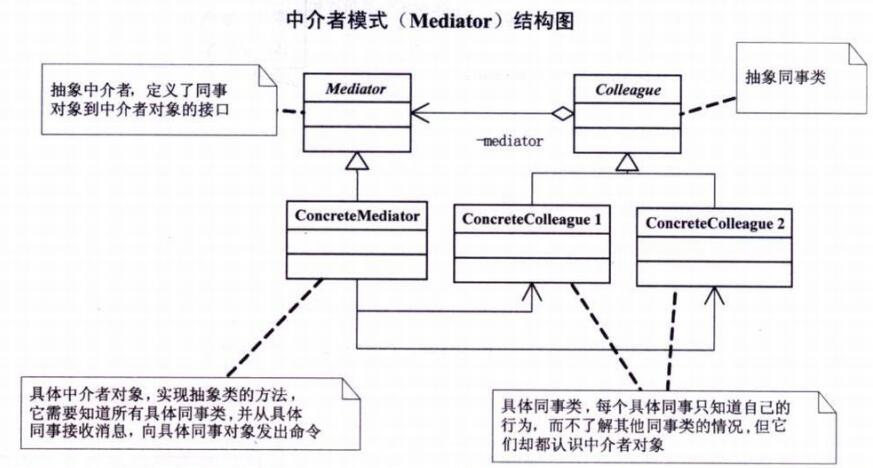 中介者模式（Mediator）结构图
抽象中介者，定义了同事
对象到中介者对象的接口
Mediator
Colleague
抽象同事类
-mediator
ConcreteMediator
ConcreteColleague 1
ConcreteColleague 2
具体中介者对象，实现抽象类的方法，
它需要知道所有具体同事类,并从具体
同事接收消息，向具体同事对象发出命令
具体同事类，每个具体同事只知道自己的
行为，而不了解其他同事类的情况,但它
们却都认识中介者对象